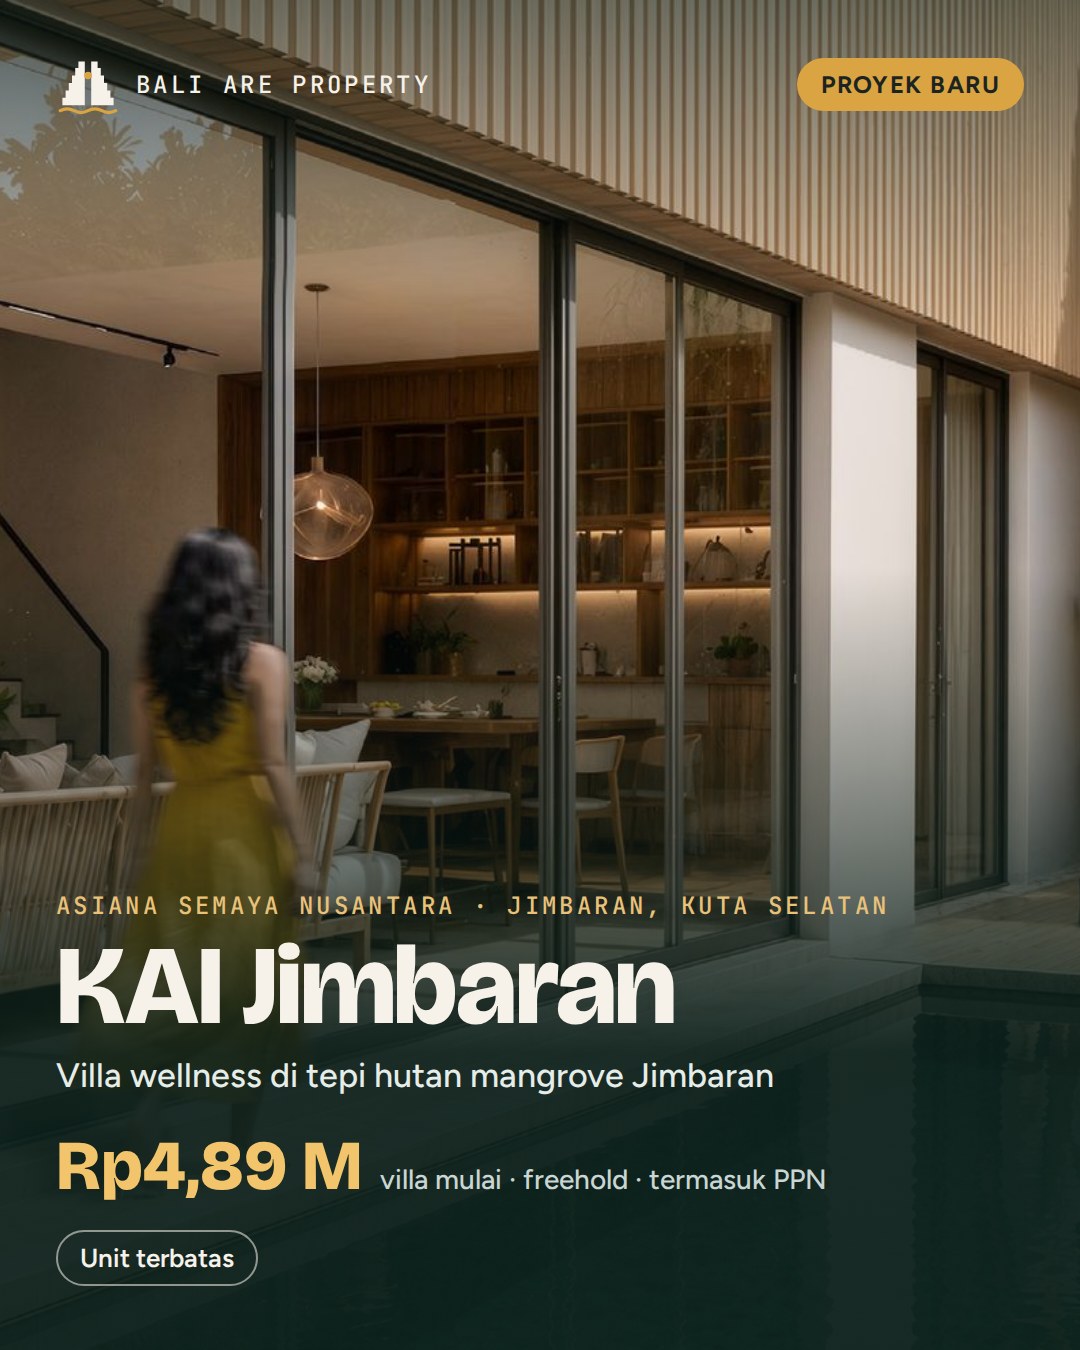 BALI ARE PROPERTY
PROYEK BARU
ASIANA SEMAYA NUSANTARA · JIMBARAN, KUTA SELATAN
KAI Jimbaran
Villa wellness di tepi hutan mangrove Jimbaran
Rp4,89 M villa mulai · freehold · termasuk PPN
Unit terbatas